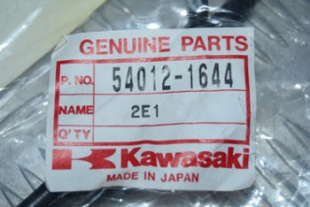 GENUINE PARTS
P. NO. 54012-1644
NAME 2E1
Q'TY
Kawasaki
MADE IN JAPAN